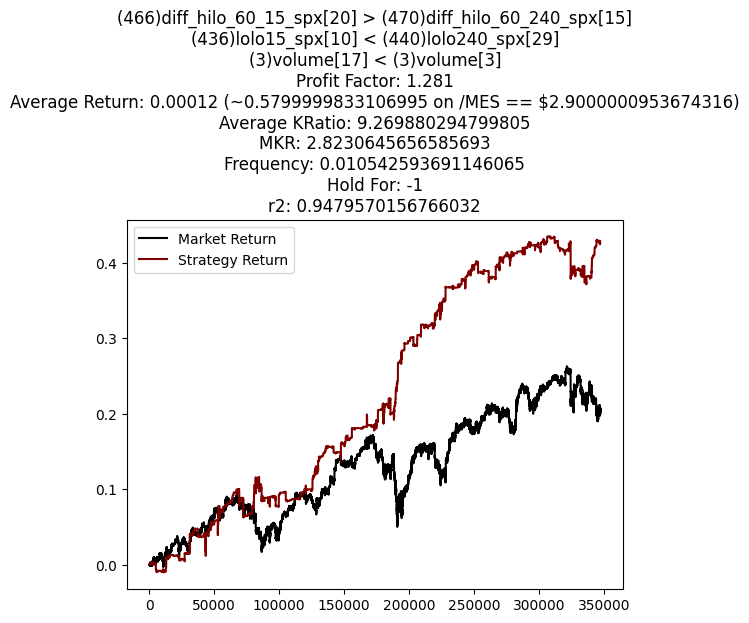 (466)diff_hilo_60_15_spx[20] > (470)diff_hilo_60_240_spx[15]
(436)lolo15_spx[10] < (440)lolo240_spx[29]
(3)volume[17] < (3)volume[3]
Profit Factor: 1.281
Average Return: 0.00012 (~0.5799999833106995 on /MES == $2.9000000953674316)
Average KRatio: 9.269880294799805
MKR: 2.8230645656585693
Frequency: 0.010542593691146065
Hold For: -1
r2: 0.9479570156766032
Market Return
Strategy Return
0.4
0.3
0.2
0.1
0.0
0 50000 100000 150000 200000 250000 300000 350000